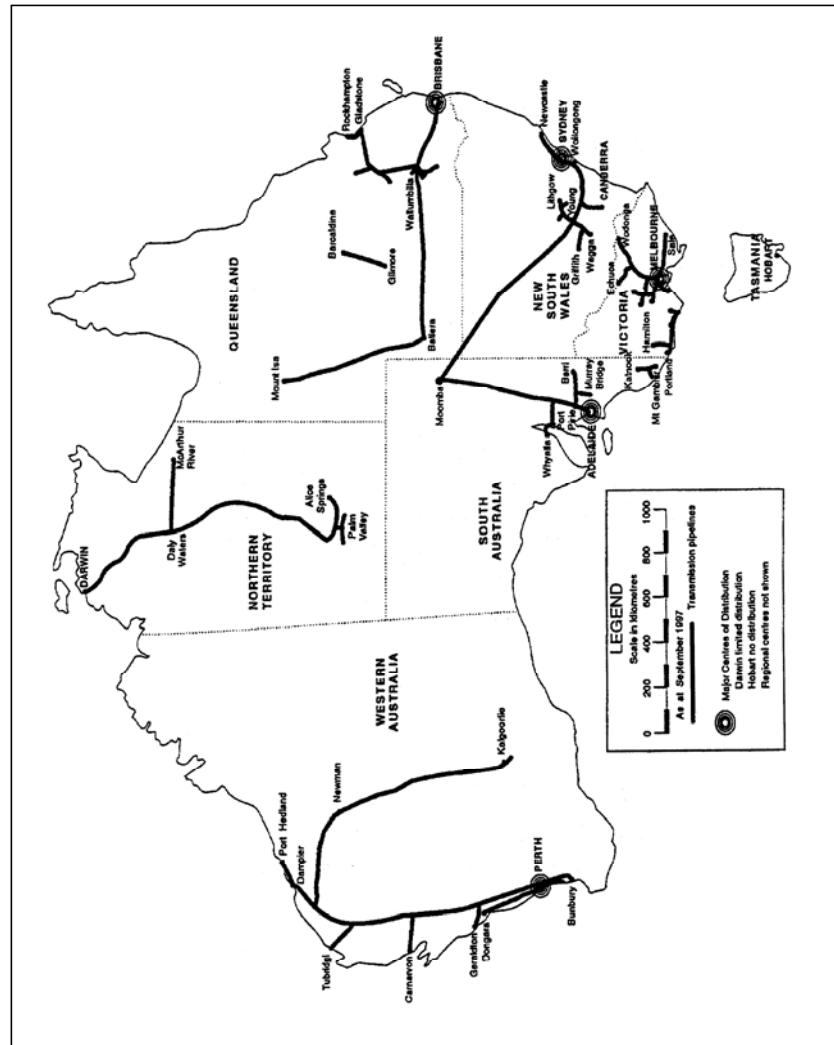 DARWIN
Daly
Waters
McArthur
River
NORTHERN
TERRITORY
Alice
Springs
Palm
Valley
QUEENSLAND
Mount Isa
Barcaldine
Gilmore
Rockhampton
Gladstone
Wallumbilla
BRISBANE
Ballera
Port Hedland
Dampier
Tubridgi
Newman
Carnarvon
WESTERN
AUSTRALIA
Geraldton
Dongara
Kalgoorlie
PERTH
Bunbury
SOUTH
AUSTRALIA
Moomba
Whyalla
Port
Pirie
Berri
Murray
Bridge
ADELAIDE
NEW
SOUTH
WALES
Newcastle
SYDNEY
Wollongong
Lithgow
Young
CANBERRA
Griffith
Wagga
VICTORIA
Echuca
Wodonga
MELBOURNE
Sale
Hamilton
Portland
Mt Gambier
TASMANIA
HOBART
LEGEND
Scale in kilometres
0 200 400 600 800 1000
As at September 1997
Transmission pipelines
Major Centres of Distribution
Darwin limited distribution
Hobart no distribution
Regional centres not shown